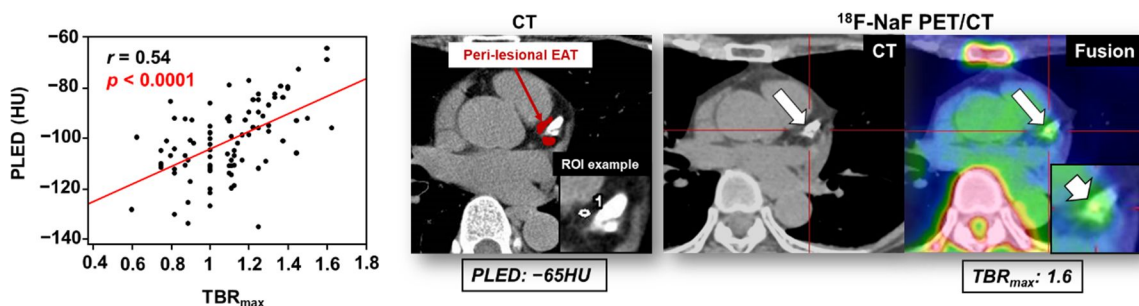 CT
¹⁸F-NaF PET/CT
−60
−80
−100
−120
−140
PLED (HU)
r = 0.54
p < 0.0001
0.4 0.6 0.8 1 1.2 1.4 1.6 1.8
TBRmax
Peri-lesional EAT
ROI example
1
PLED: −65HU
CT
Fusion
TBRmax: 1.6